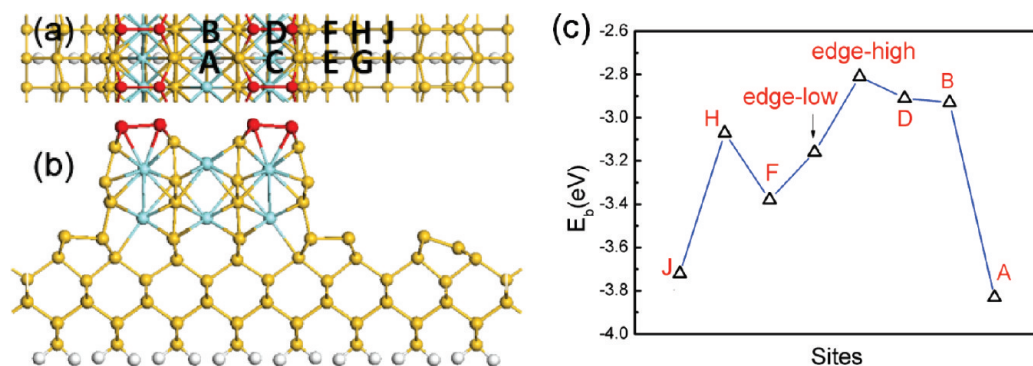 (a)
B D F H J
A C E G I
(b)
(c)
-2.6
-2.8
-3.0
-3.2
-3.4
-3.6
-3.8
-4.0
E_b(eV)
Sites
J
H
F
edge-low
edge-high
D
B
A